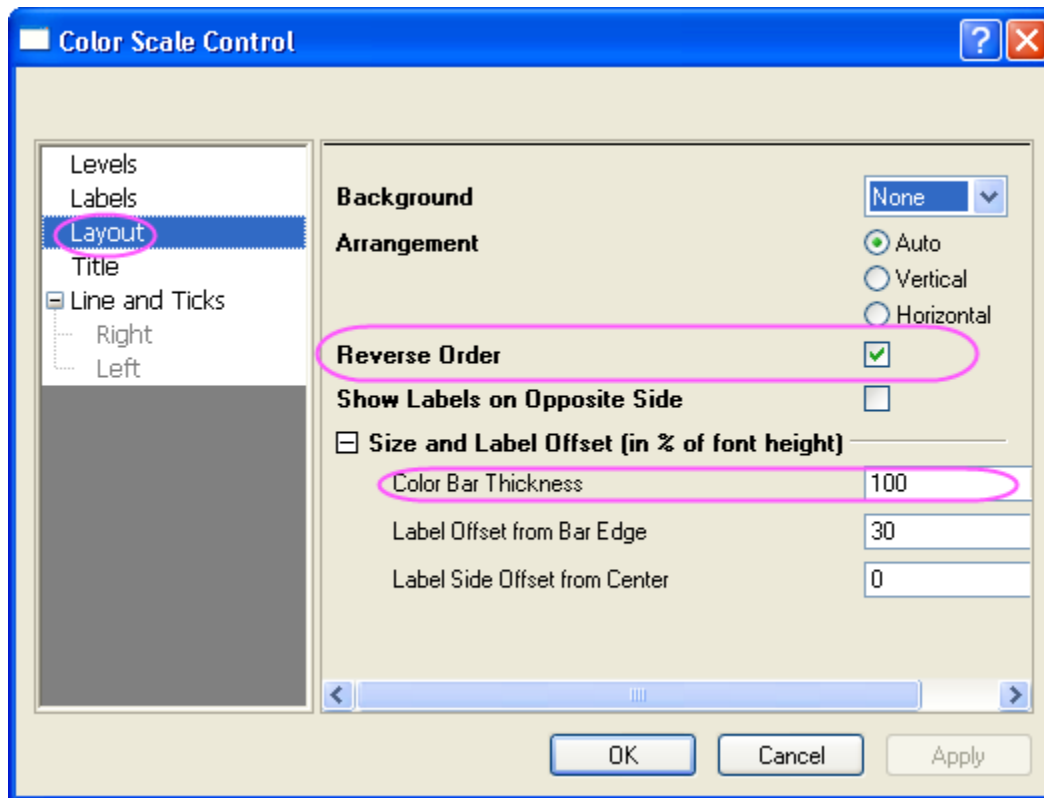 Color Scale Control
Levels
Labels
Layout
Title
Line and Ticks
Right
Left
Background
None
Arrangement
Auto
Vertical
Horizontal
Reverse Order
Show Labels on Opposite Side
Size and Label Offset (in % of font height)
Color Bar Thickness
100
Label Offset from Bar Edge
30
Label Side Offset from Center
0
OK
Cancel
Apply